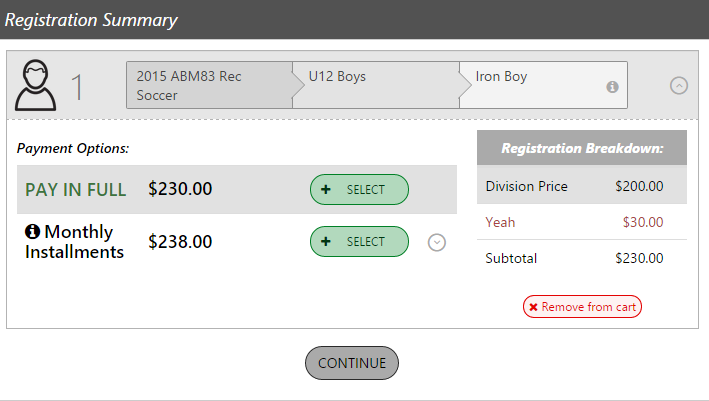 Registration Summary
1
2015 ABM83 Rec
Soccer
U12 Boys
Iron Boy
Payment Options:
PAY IN FULL $230.00 + SELECT
Monthly
Installments $238.00 + SELECT
Registration Breakdown:
Division Price $200.00
Yeah $30.00
Subtotal $230.00
Remove from cart
CONTINUE